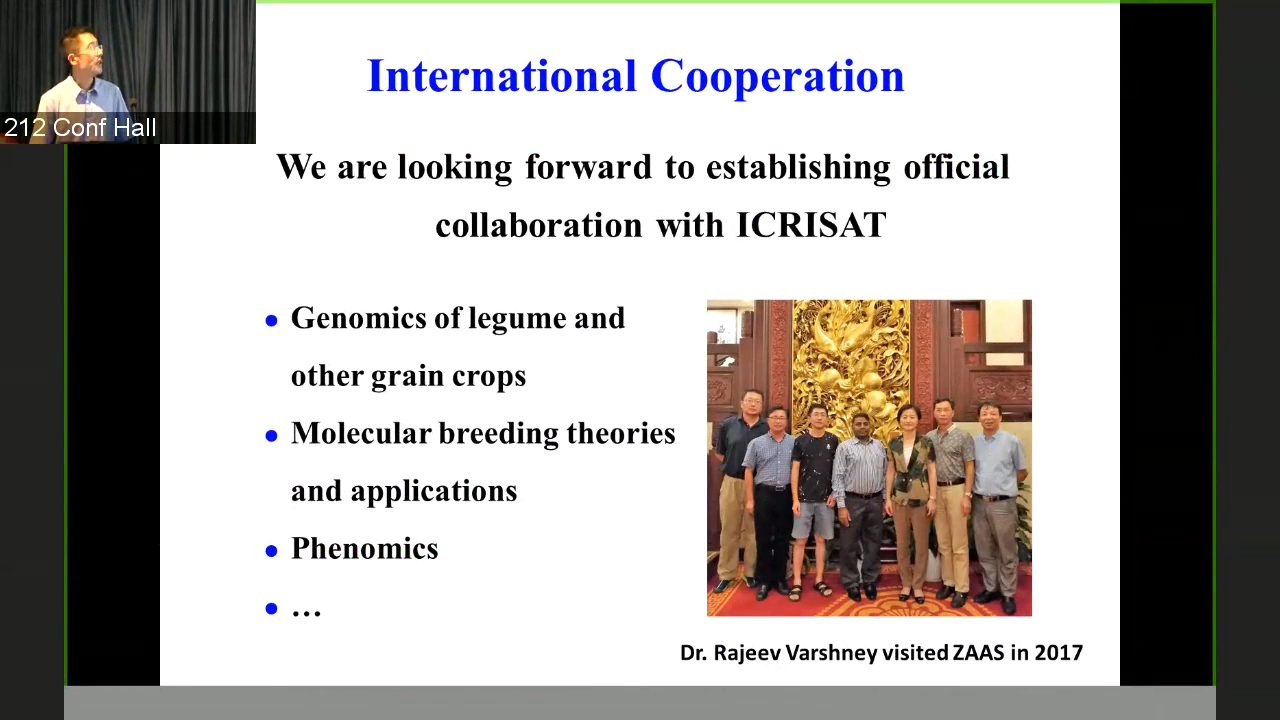 212 Conf Hall
International Cooperation
We are looking forward to establishing official
collaboration with ICRISAT
• Genomics of legume and
other grain crops
• Molecular breeding theories
and applications
• Phenomics
• …
Dr. Rajeev Varshney visited ZAAS in 2017